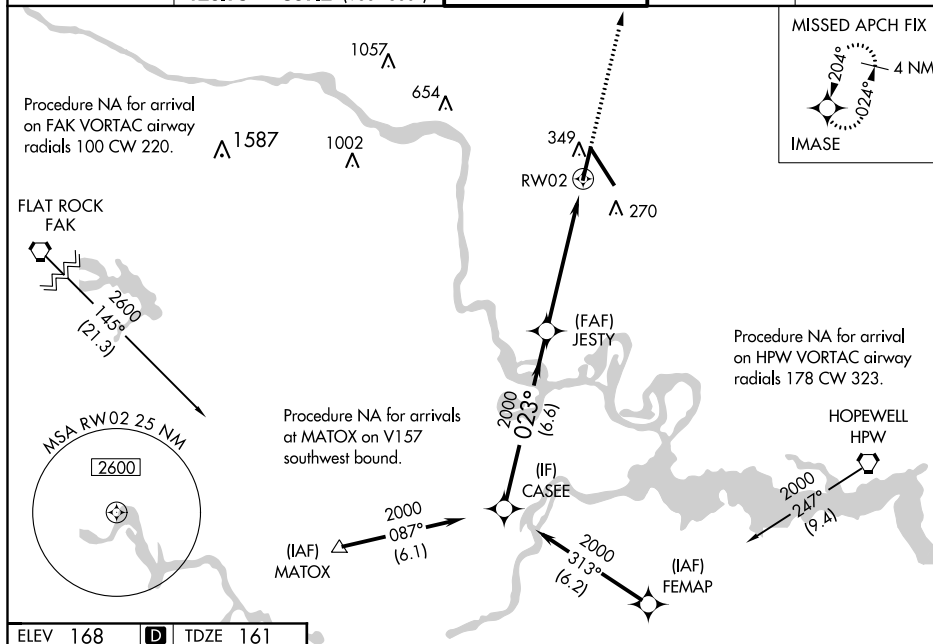 MISSED APCH FIX
204°
024°
4 NM
IMASE
1057
654
1587
1002
349
RW02
270
Procedure NA for arrival
on FAK VORTAC airway
radials 100 CW 220.
FLAT ROCK
FAK
2600
145°
(21.3)
(FAF)
JESTY
2000
023°
(6.6)
Procedure NA for arrival
on HPW VORTAC airway
radials 178 CW 323.
HOPEWELL
HPW
2000
247°
(9.4)
MSA RW02 25 NM
2600
Procedure NA for arrivals
at MATOX on V157
southwest bound.
(IF)
CASEE
2000
087°
(6.1)
(IAF)
MATOX
2000
313°
(6.2)
(IAF)
FEMAP
ELEV 168 D TDZE 161